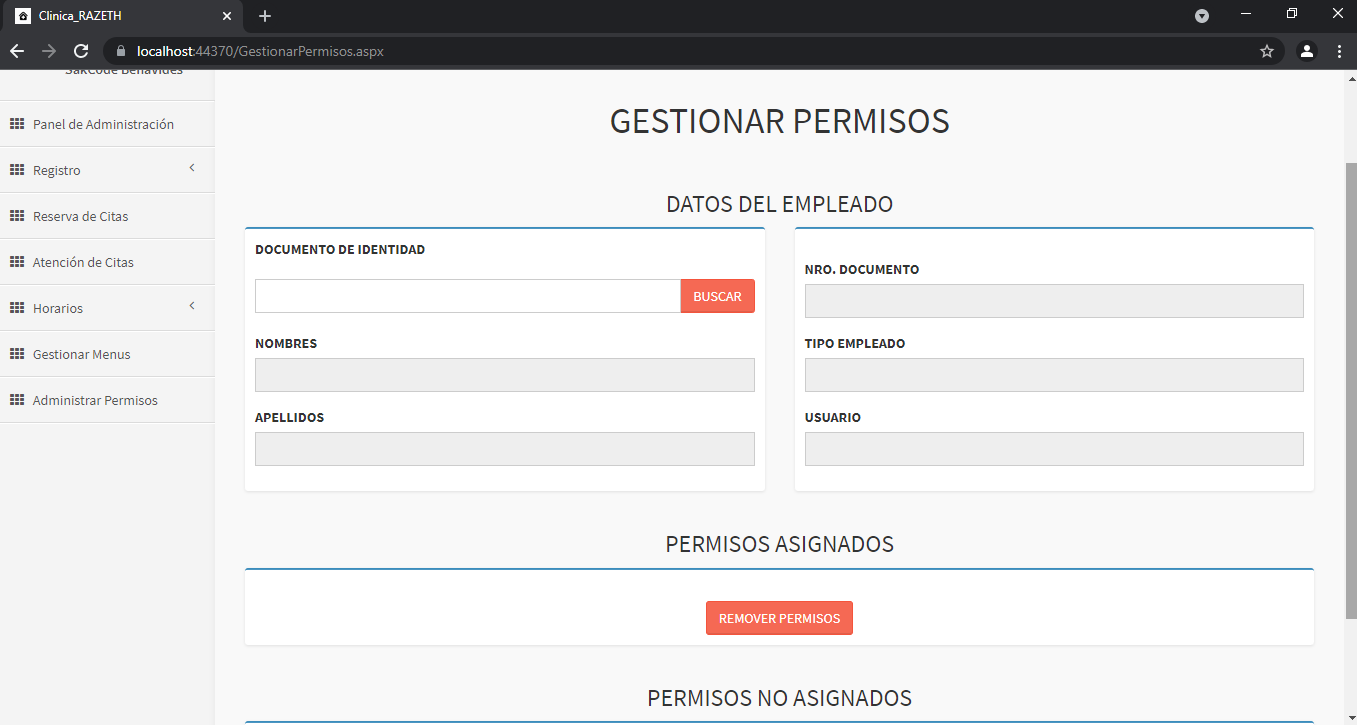 Clinica_RAZETH
localhost:44370/GestionarPermisos.aspx
SakCode Benavides
Panel de Administración
Registro
Reserva de Citas
Atención de Citas
Horarios
Gestionar Menus
Administrar Permisos
GESTIONAR PERMISOS
DATOS DEL EMPLEADO
DOCUMENTO DE IDENTIDAD
BUSCAR
NOMBRES
APELLIDOS
NRO. DOCUMENTO
TIPO EMPLEADO
USUARIO
PERMISOS ASIGNADOS
REMOVER PERMISOS
PERMISOS NO ASIGNADOS